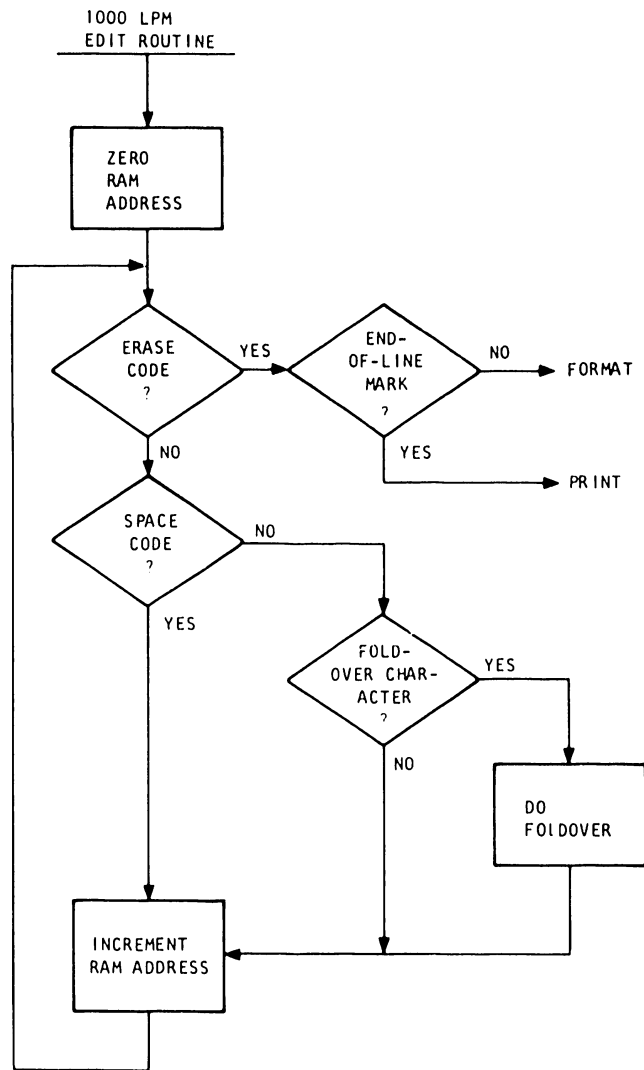 1000 LPM
EDIT ROUTINE
ZERO
RAM
ADDRESS
ERASE
CODE
?
YES
END-
OF-LINE
MARK
?
NO
FORMAT
NO
YES
PRINT
SPACE
CODE
?
NO
YES
FOLD-
OVER CHAR-
ACTER
?
YES
NO
DO
FOLDOVER
INCREMENT
RAM ADDRESS